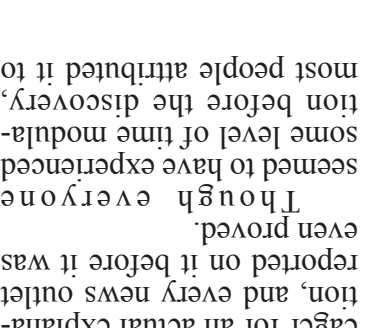 eager for an actual explana-
tion, and every news outlet
reported on it before it was
even proved.
Though everyone
seemed to have experienced
some level of time modula-
tion before the discovery,
most people attributed it to